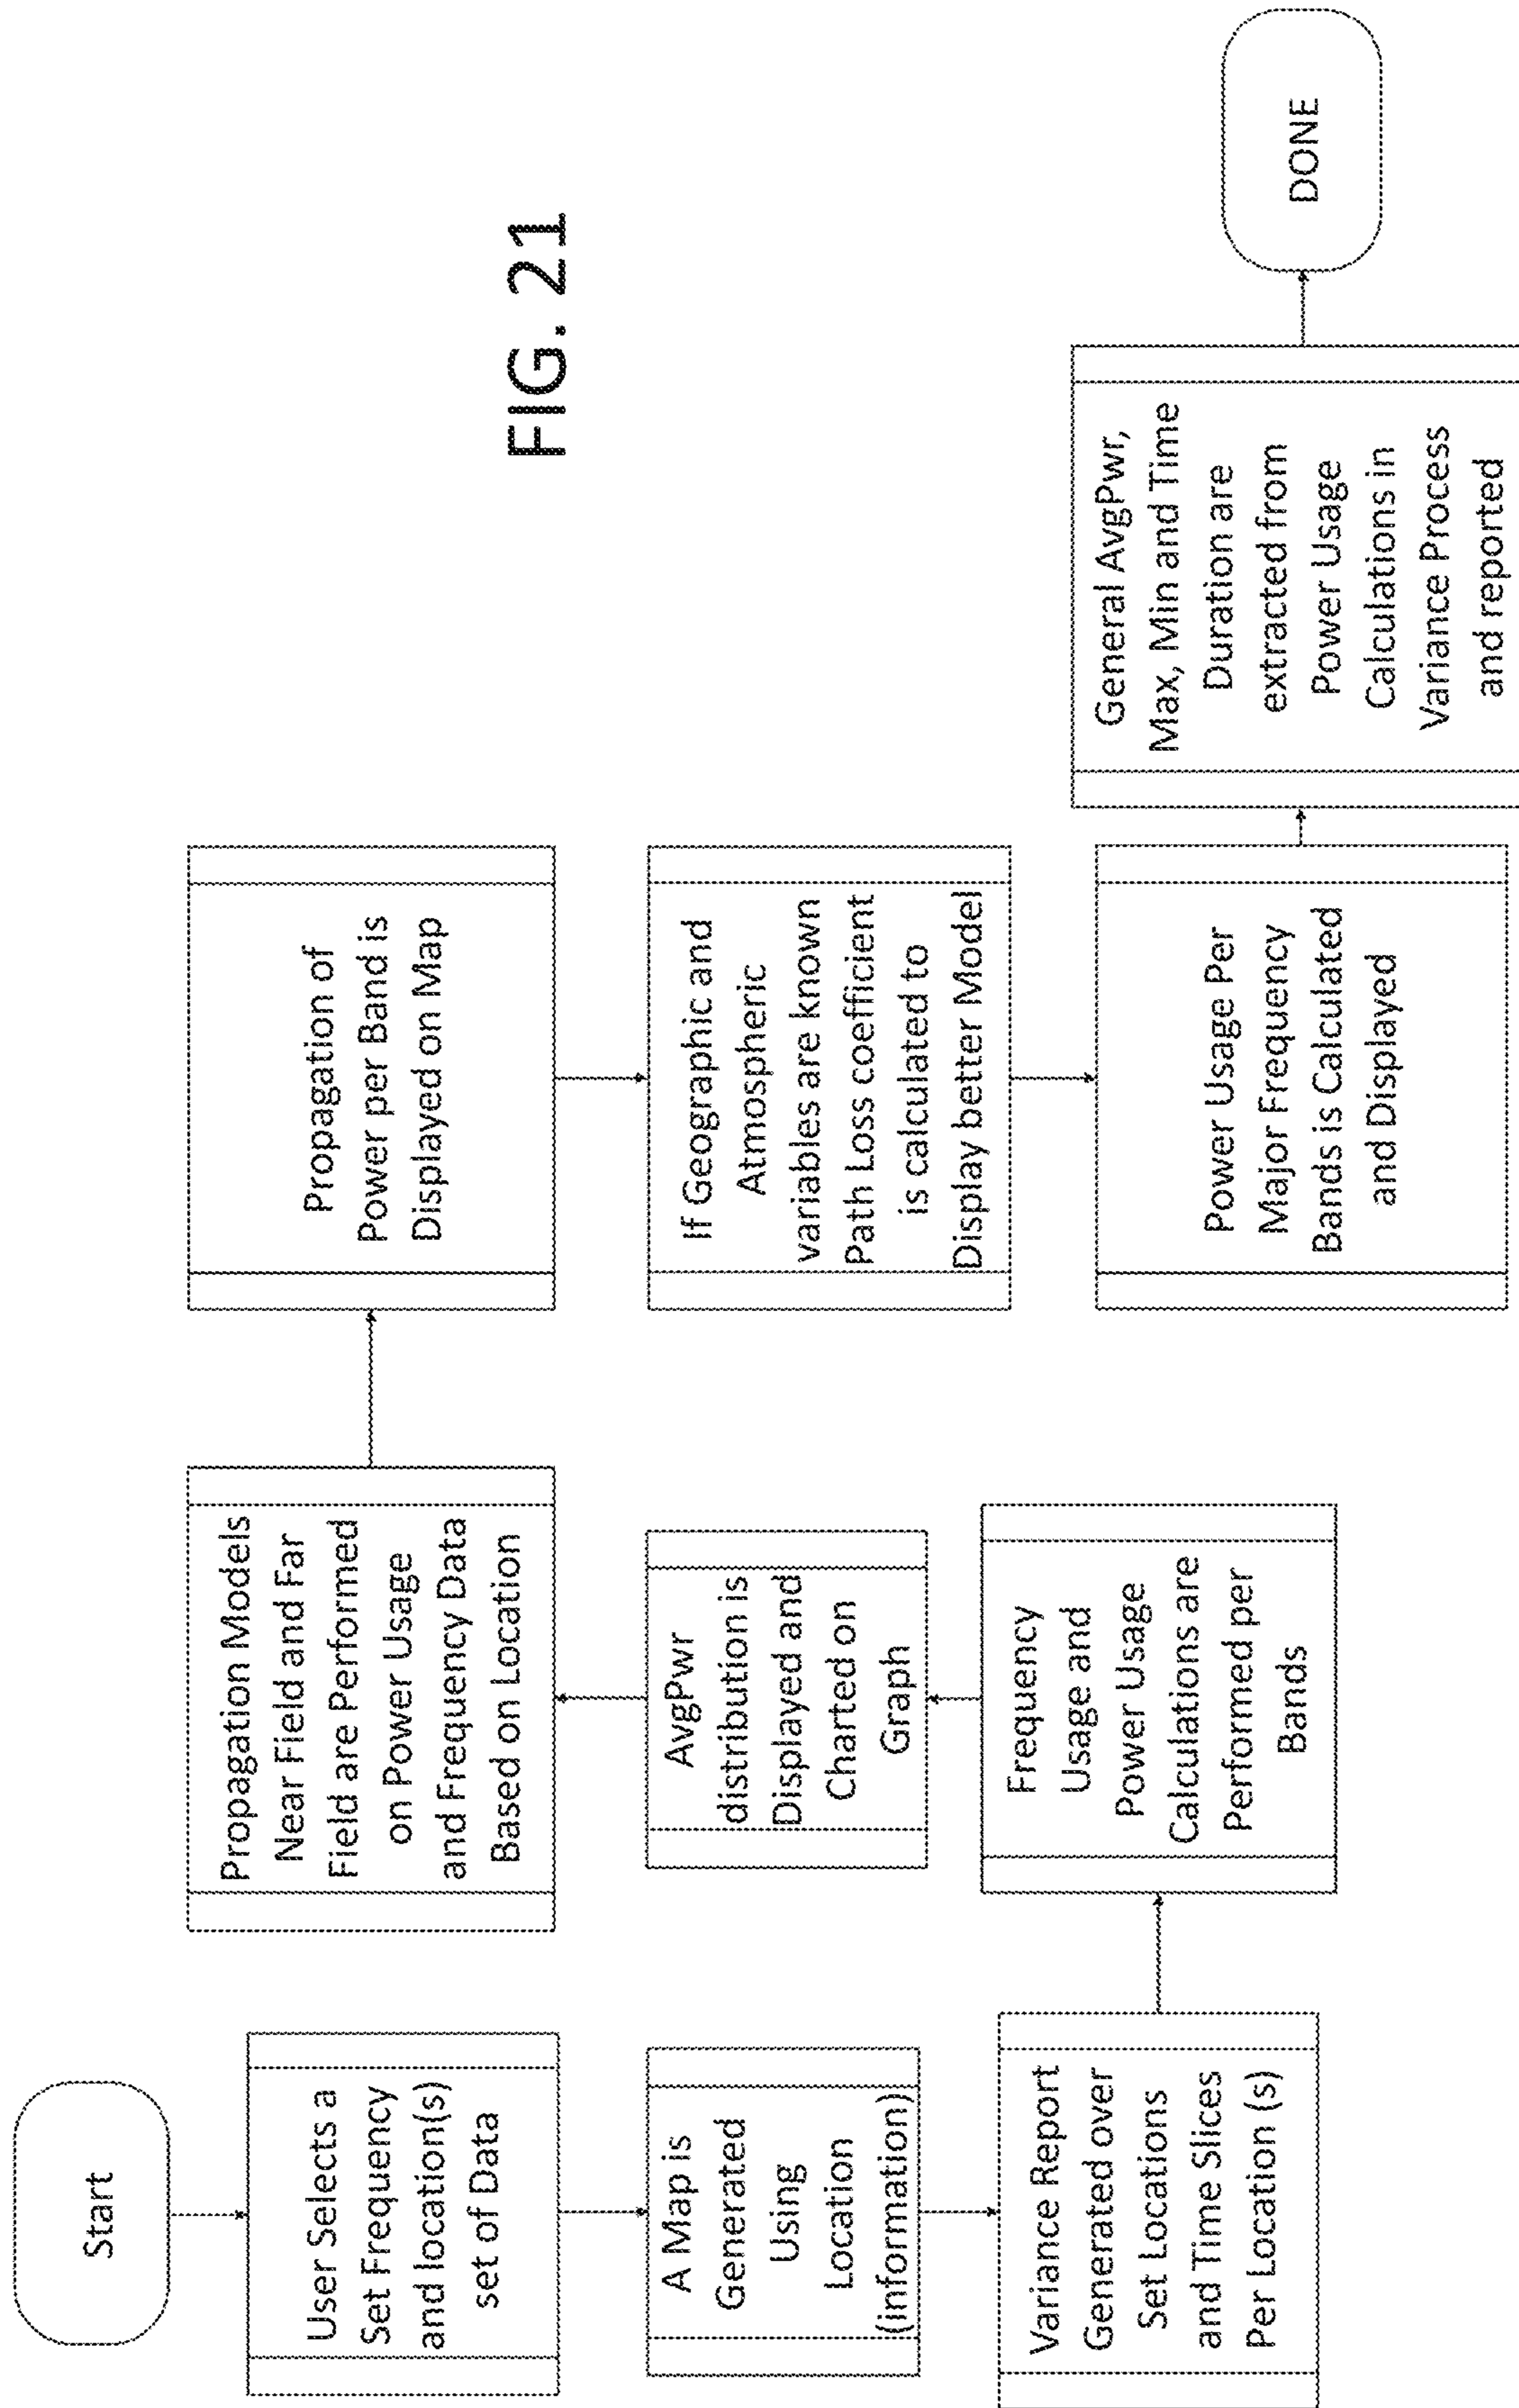 Start
User Selects a
Set Frequency
and location(s)
set of Data
A Map is
Generated
Using
Location
(information)
Variance Report
Generated over
Set Locations
and Time Slices
Per Location (s)
Frequency
Usage and
Power Usage
Calculations are
Performed per
Bands
AvgPwr
distribution is
Displayed and
Charted on
Graph
Propagation Models
Near Field and Far
Field are Performed
on Power Usage
and Frequency Data
Based on Location
Propagation of
Power per Band is
Displayed on Map
If Geographic and
Atmospheric
variables are known
Path Loss coefficient
is calculated to
Display better Model
Power Usage Per
Major Frequency
Bands is Calculated
and Displayed
General AvgPwr,
Max, Min and Time
Duration are
extracted from
Power Usage
Calculations in
Variance Process
and reported
DONE
FIG. 21